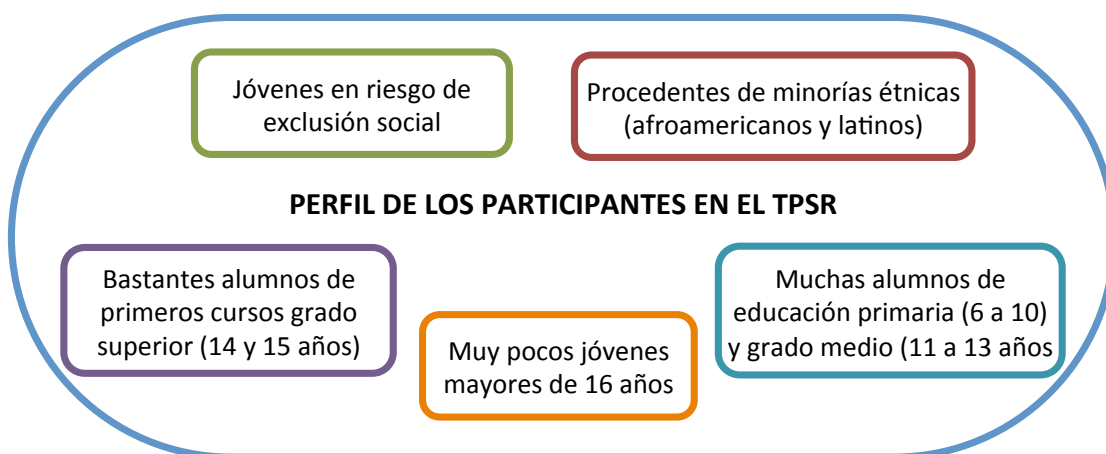 Jóvenes en riesgo de
exclusión social
Procedentes de minorías étnicas
(afroamericanos y latinos)
PERFIL DE LOS PARTICIPANTES EN EL TPSR
Bastantes alumnos de
primeros cursos grado
superior (14 y 15 años)
Muy pocos jóvenes
mayores de 16 años
Muchas alumnos de
educación primaria (6 a 10)
y grado medio (11 a 13 años